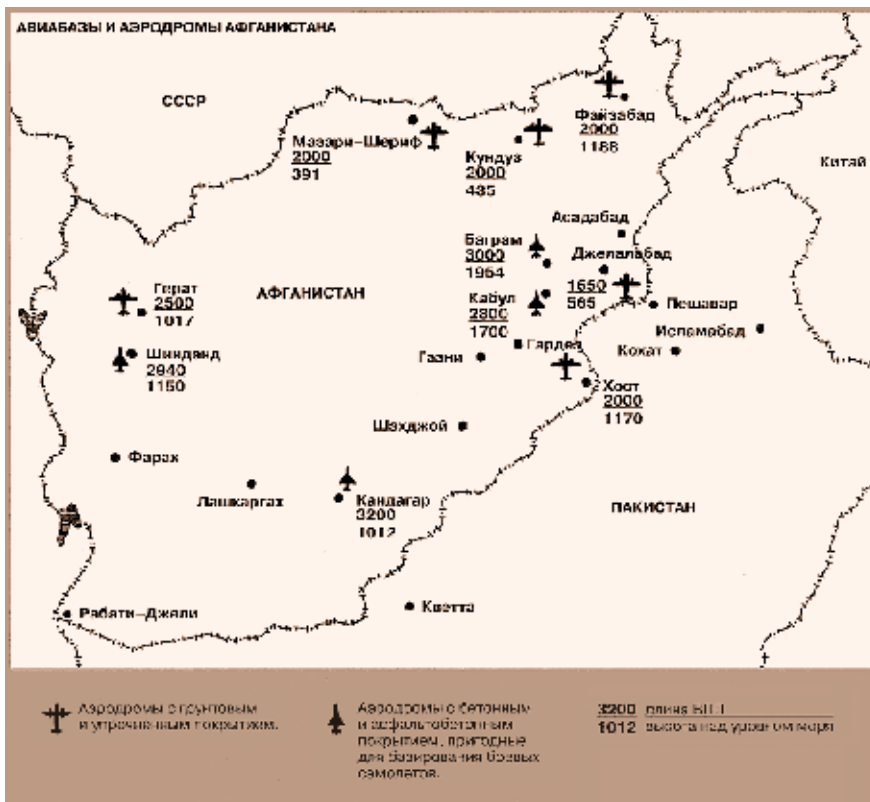 АВИАБАЗЫ И АЭРОДРОМЫ АФГАНИСТАНА
СССР
Файзабад
2000
1188
Мазари-Шериф
2000
391
Кундуз
2000
485
Китай
Асадабад
Баграм
3000
1954
Джелалабад
1650
565
Герат
2500
1017
АФГАНИСТАН
Кабул
2800
1700
Пешавар
Исламабад
Шинданд
2940
1150
Газни
Гардез
Кохат
Хост
2000
1170
Шахджой
Фарах
Лашкаргах
Кандагар
3200
1012
ПАКИСТАН
Рабати-Джали
Кветта
Аэродромы с грунтовым
и упрочненным покрытием.
Аэродромы с бетонным
и асфальтобетонным
покрытием, пригодные
для базирования боевых
самолетов.
3200 длина ВПП
1012 высота над уровнем моря